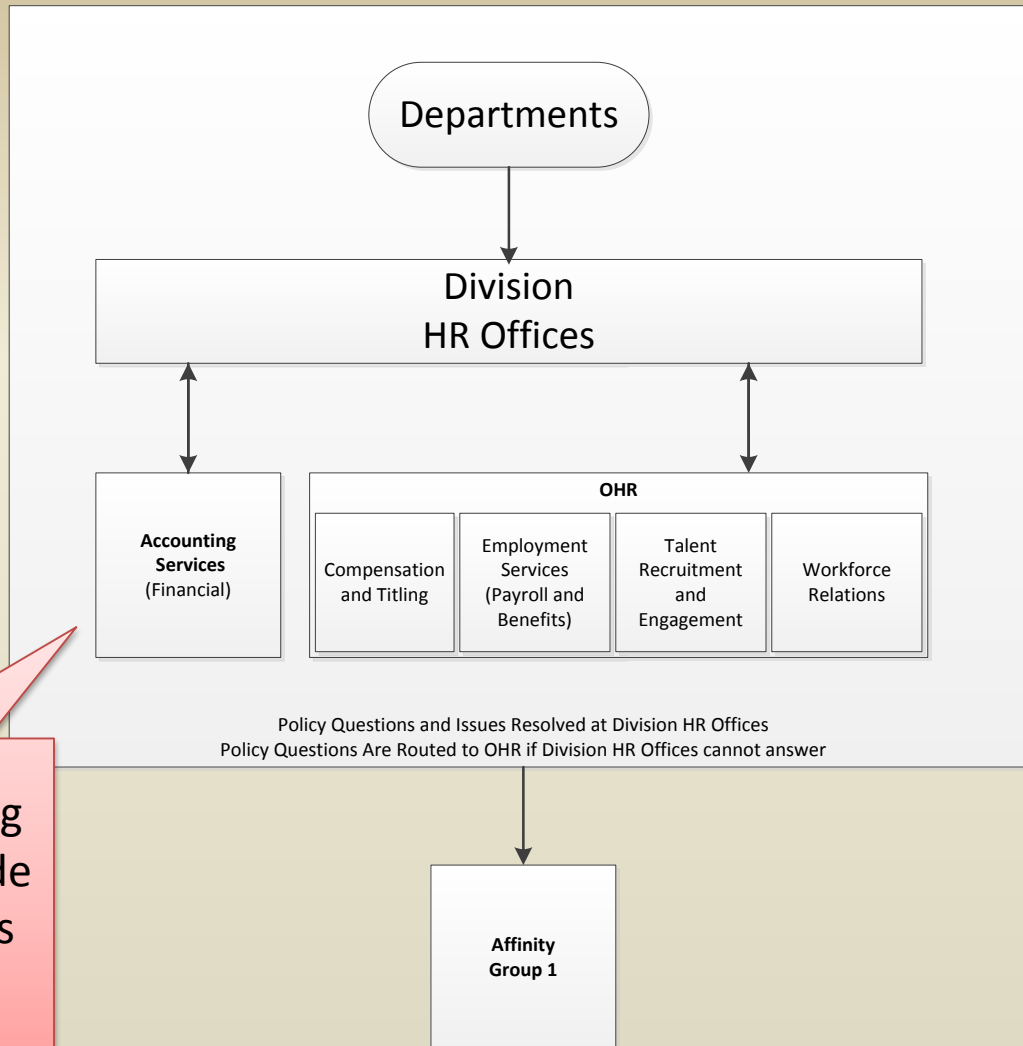 Departments
Division
HR Offices
Accounting
Services
(Financial)
OHR
Compensation
and Titling
Employment
Services
(Payroll and
Benefits)
Talent
Recruitment
and
Engagement
Workforce
Relations
Policy Questions and Issues Resolved at Division HR Offices
Policy Questions Are Routed to OHR if Division HR Offices cannot answer
Affinity
Group 1